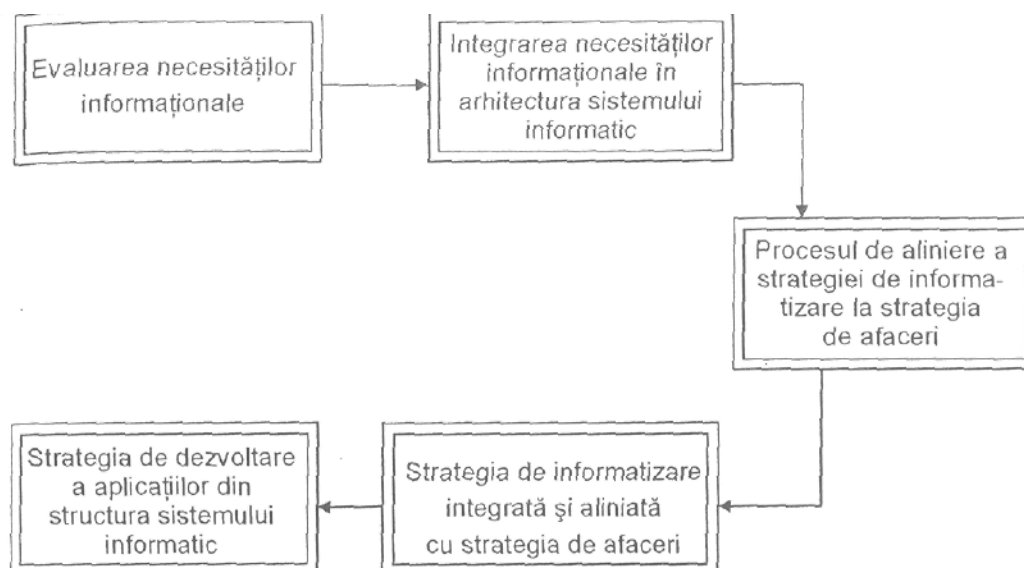 Evaluarea necesităților
informaționale
Integrarea necesităților
informaționale în
arhitectura sistemului
informatic
Procesul de aliniere a
strategiei de informa-
tizare la strategia
de afaceri
Strategia de informatizare
integrată şi aliniată
cu strategia de afaceri
Strategia de dezvoltare
a aplicațiilor din
structura sistemului
informatic